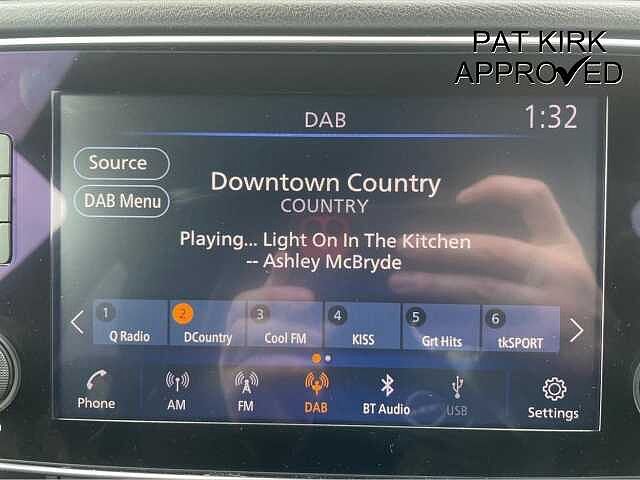 PAT KIRK
APPROVED
DAB
1:32
Source
Downtown Country
DAB Menu
COUNTRY
Playing... Light On In The Kitchen
-- Ashley McBryde
1 2 3 4 5 6
Q Radio DCountry Cool FM KISS Grt Hits tkSPORT
Phone AM FM DAB BT Audio USB Settings